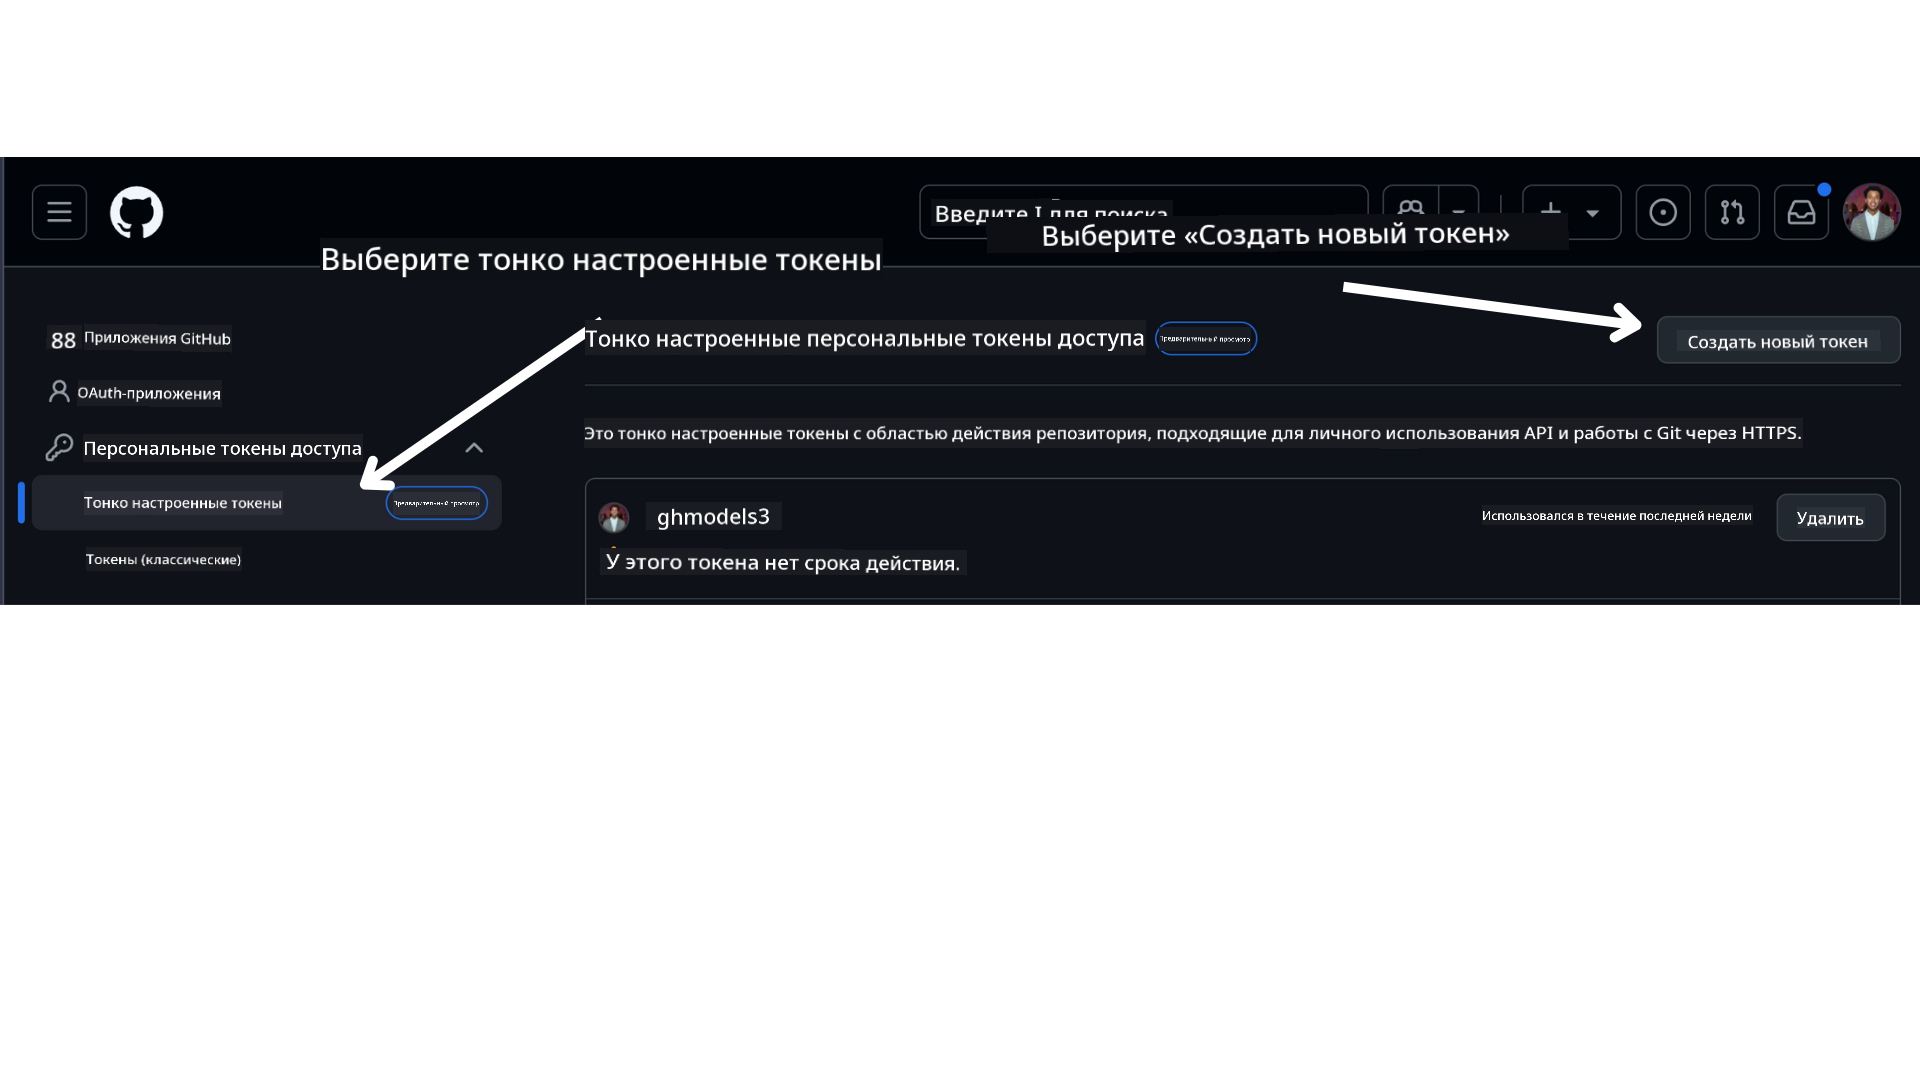 Введите I для поиска
Выберите «Создать новый токен»
Выберите тонко настроенные токены
88 Приложения GitHub
Тонко настроенные персональные токены доступа
Предварительный просмотр
Создать новый токен
OAuth-приложения
Это тонко настроенные токены с областью действия репозитория, подходящие для личного использования API и работы с Git через HTTPS.
Персональные токены доступа
Тонко настроенные токены
Предварительный просмотр
ghmodels3
Использовался в течение последней недели
Удалить
Токены (классические)
У этого токена нет срока действия.